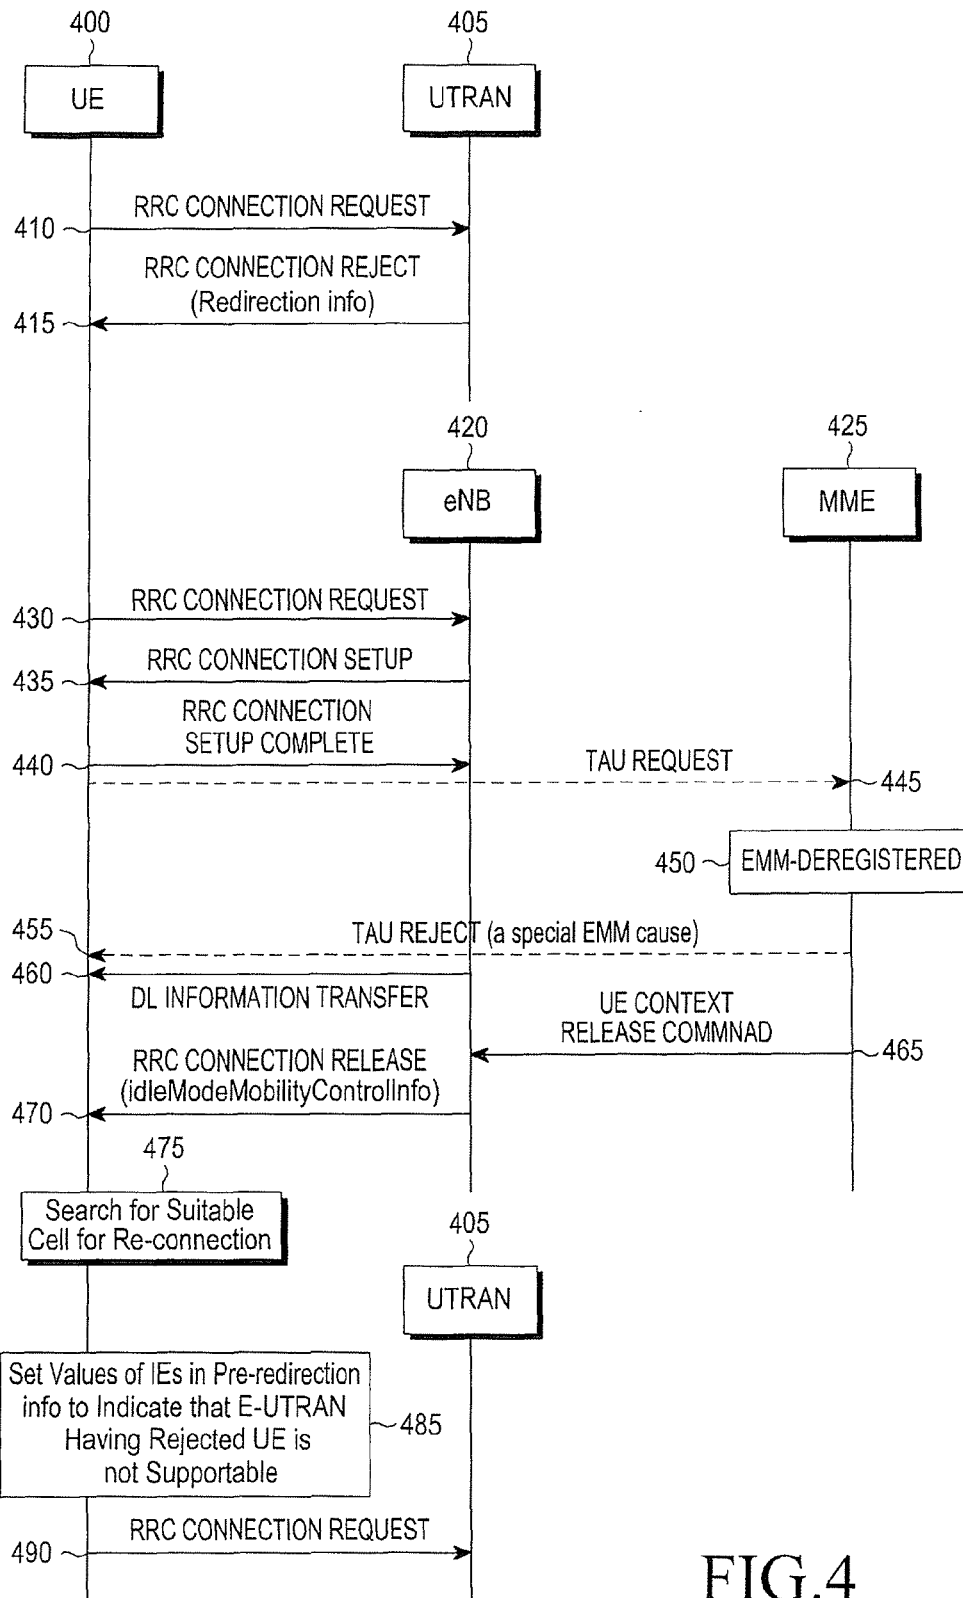 400
405
UE
UTRAN
RRC CONNECTION REQUEST
410
RRC CONNECTION REJECT
(Redirection info)
415
420
425
eNB
MME
RRC CONNECTION REQUEST
430
RRC CONNECTION SETUP
435
RRC CONNECTION
SETUP COMPLETE
440
TAU REQUEST
445
450
EMM-DEREGISTERED
455
TAU REJECT (a special EMM cause)
460
DL INFORMATION TRANSFER
UE CONTEXT
RELEASE COMMNAD
465
RRC CONNECTION RELEASE
(idleModeMobilityControlInfo)
470
475
Search for Suitable
Cell for Re-connection
405
UTRAN
Set Values of IEs in Pre-redirection
info to Indicate that E-UTRAN
Having Rejected UE is
not Supportable
485
RRC CONNECTION REQUEST
490
FIG.4